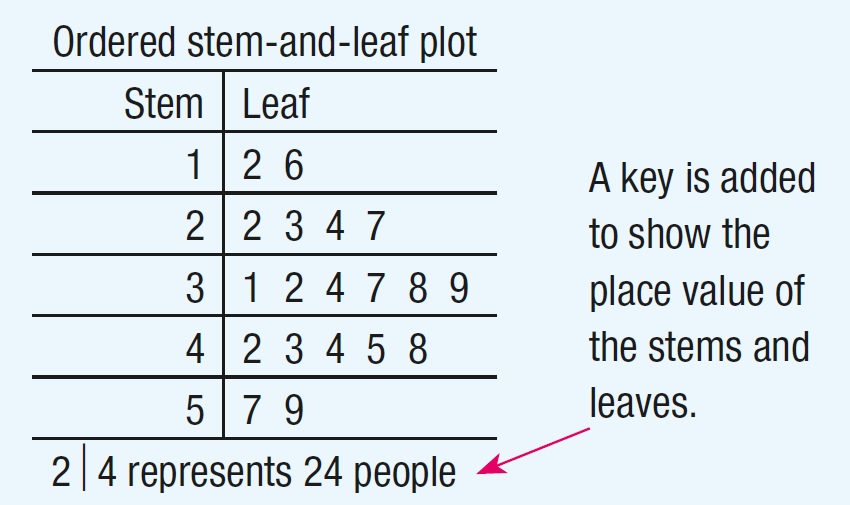 Ordered stem-and-leaf plot
Stem Leaf
1 2 6
2 2 3 4 7
3 1 2 4 7 8 9
4 2 3 4 5 8
5 7 9
2 | 4 represents 24 people
A key is added
to show the
place value of
the stems and
leaves.